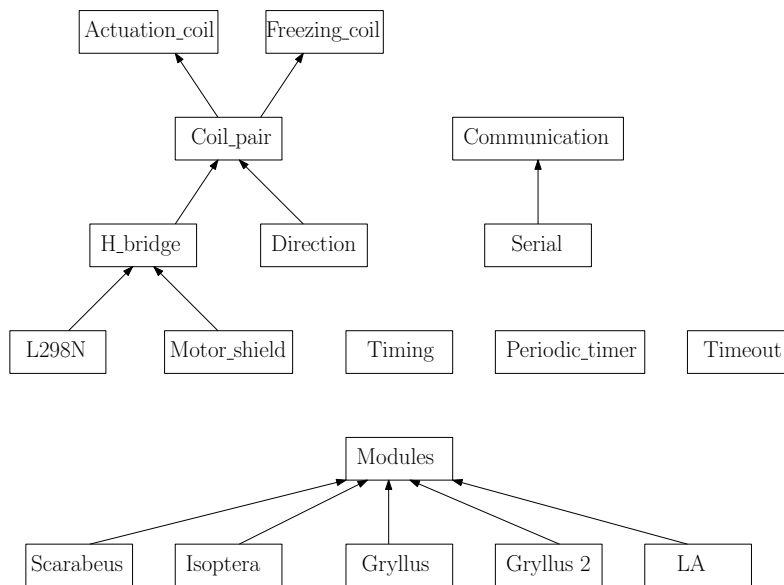 Actuation_coil
Freezing_coil
Coil_pair
Communication
H_bridge
Direction
Serial
L298N
Motor_shield
Timing
Periodic_timer
Timeout
Modules
Scarabeus
Isoptera
Gryllus
Gryllus 2
LA